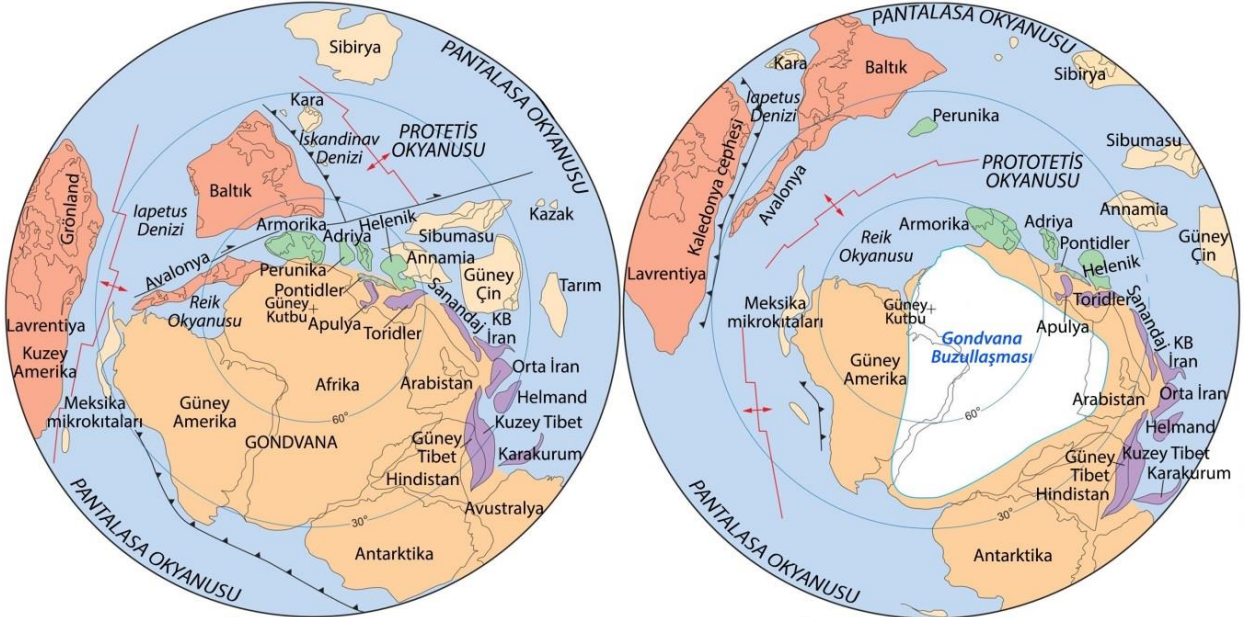 Sibirya
PANTALASA OKYANUSU
Kara
İskandinav
Denizi
PROTETİS
OKYANUSU
Grönland
Baltık
Iapetus
Denizi
Armorika
Adriya
Helenik
Kazak
Avalonya
Sibumasu
Annamia
Perunika
Pontidler
Güney
Kutbu
Apulya
Toridler
Sanandaj
Güney
Çin
Tarım
Reik
Okyanusu
KB
İran
Lavrentiya
Kuzey
Amerika
Afrika
Arabistan
Orta İran
Helmand
Meksika
mikrokıtaları
Güney
Amerika
60°
Kuzey Tibet
GONDVANA
Güney
Tibet
Karakurum
Hindistan
Avustralya
30°
Antarktika
PANTALASA OKYANUSU
PANTALASA OKYANUSU
Kara
Baltık
Sibirya
Iapetus
Denizi
Perunika
Kaledonya cephesi
Sibumasu
PROTOTETİS
OKYANUSU
Avalonya
Annamia
Armorika
Adriya
Güney
Çin
Reik
Okyanusu
Pontidler
Helenik
Lavrentiya
Meksika
mikrokıtaları
Güney
Kutbu
Toridler
Sanandaj
Apulya
Gondvana
Buzullaşması
KB
İran
Güney
Amerika
Arabistan
Orta İran
60°
Helmand
Güney
Tibet
Kuzey Tibet
Karakurum
Hindistan
30°
Antarktika
PANTALASA OKYANUSU